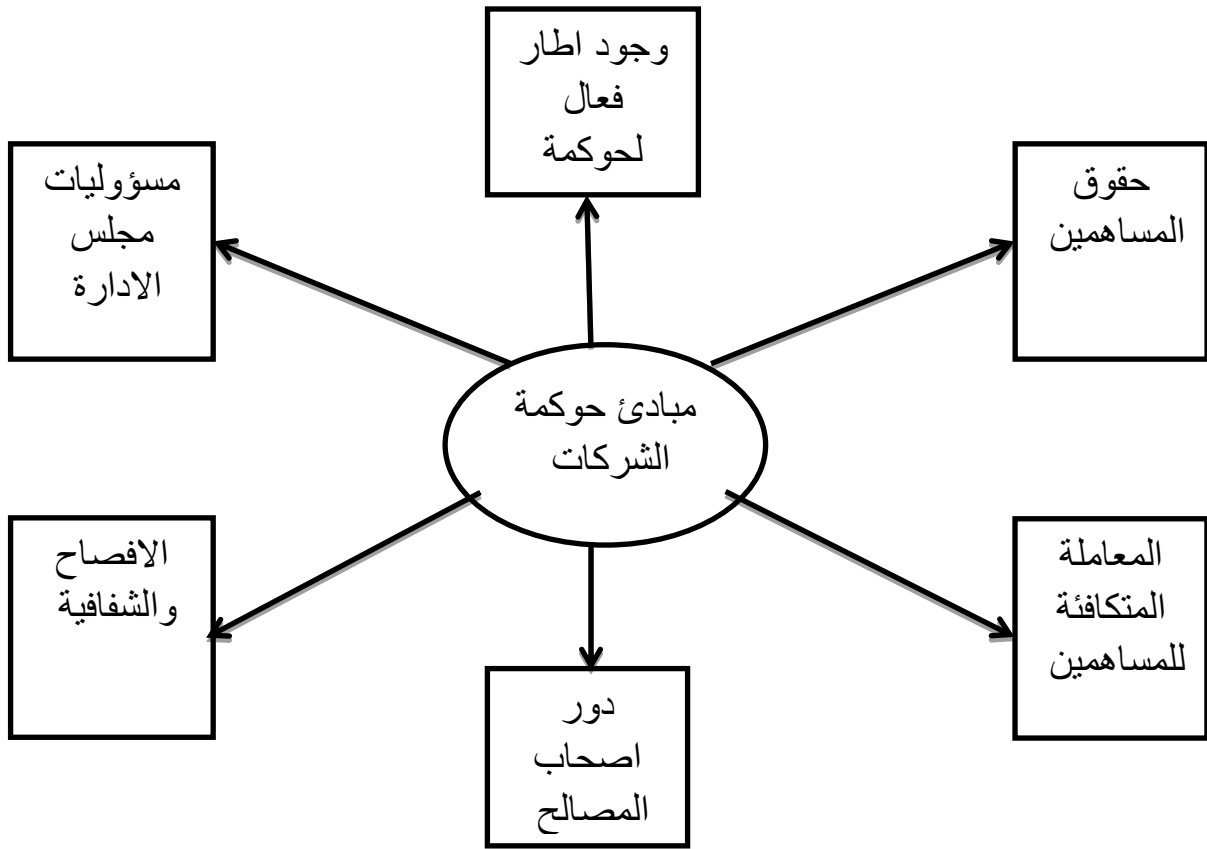 وجود اطار
فعال
لحوكمة
حقوق
المساهمين
مسؤوليات
مجلس
الادارة
مبادئ حوكمة
الشركات
المعاملة
المتكافئة
للمساهمين
الافصاح
والشفافية
دور
اصحاب
المصالح